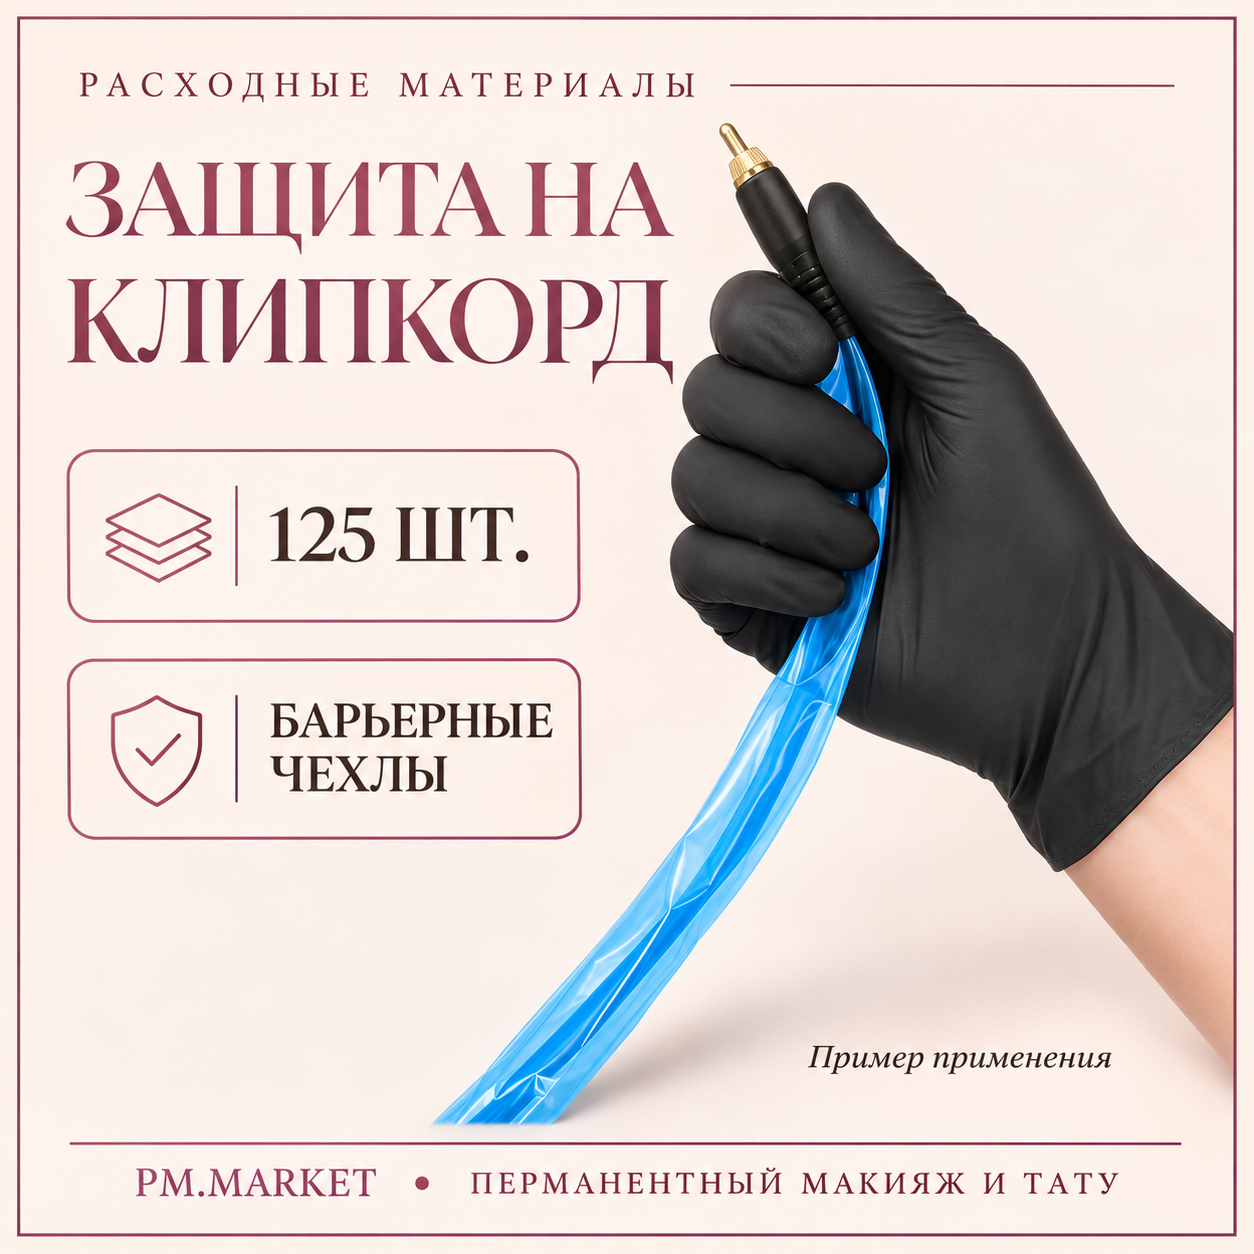 РАСХОДНЫЕ МАТЕРИАЛЫ
ЗАЩИТА НА
КЛИПКОРД
125 ШТ.
БАРЬЕРНЫЕ
ЧЕХЛЫ
Пример применения
PM.MARKET • ПЕРМАНЕНТНЫЙ МАКИЯЖ И ТАТУ